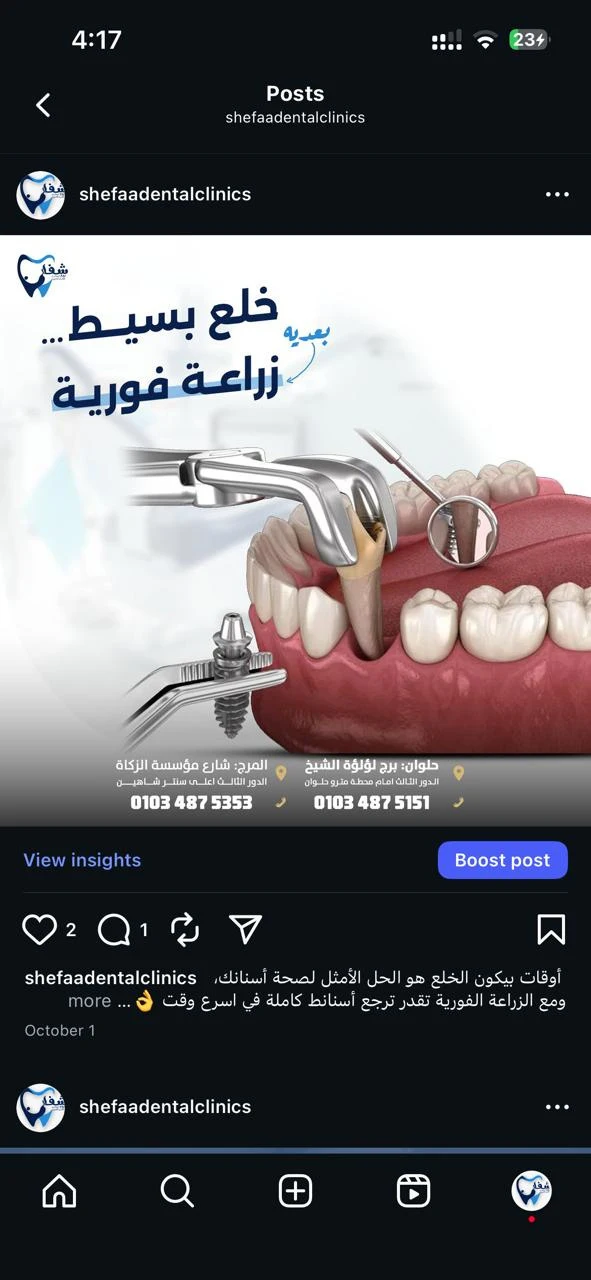 4:17
23
Posts
shefaadentalclinics
shefaadentalclinics
شفا
خلع بسيط...
بعديه
زراعة فورية
حلوان: برج لؤلؤة الشيخ
الدور الثالث امام محطة مترو حلوان
0103 487 5151
المرج: شارع مؤسسة الزكاة
الدور الثالث اعلى سنتر شاهين
0103 487 5353
View insights
Boost post
2
1
shefaadentalclinics أوقات بيكون الخلع هو الحل الأمثل لصحة أسنانك،
ومع الزراعة الفورية تقدر ترجع أسنانط كاملة في اسرع وقت 👌 ... more
October 1
shefaadentalclinics